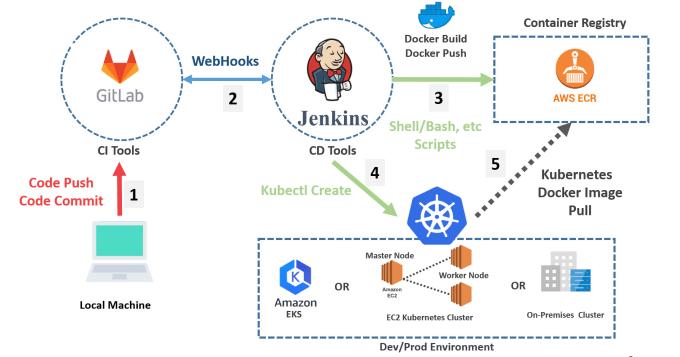 Docker Build
Docker Push
Container Registry
WebHooks
GitLab
2
Jenkins
3
AWS ECR
CI Tools
CD Tools
Shell/Bash, etc
Scripts
Code Push
Code Commit
1
Kubectl Create
4
5
Kubernetes
Docker Image
Pull
Local Machine
Master Node
Worker Node
Amazon
EKS
OR
Amazon
EC2
EC2 Kubernetes Cluster
OR
On-Premises Cluster
Dev/Prod Environment